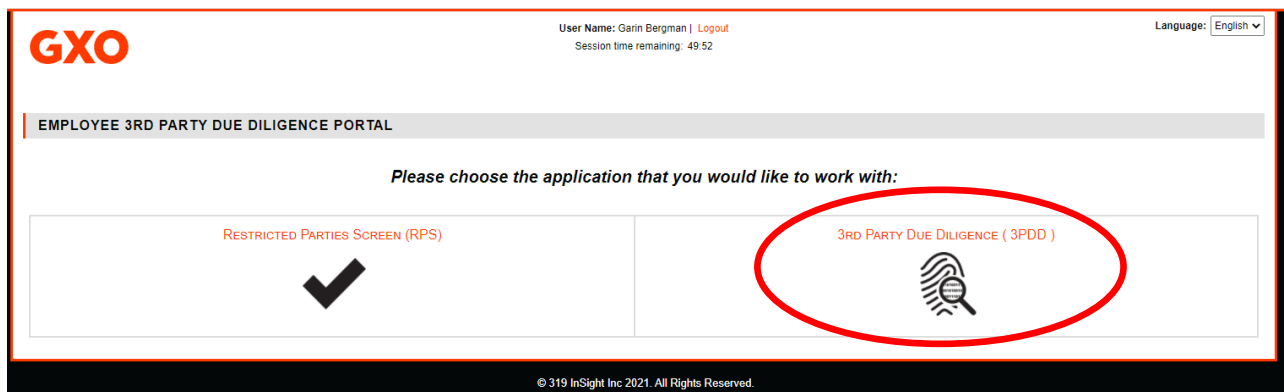 GXO
User Name: Garin Bergman | Logout
Session time remaining: 49:52
Language: English
EMPLOYEE 3RD PARTY DUE DILIGENCE PORTAL
Please choose the application that you would like to work with:
RESTRICTED PARTIES SCREEN (RPS)
3RD PARTY DUE DILIGENCE ( 3PDD )
© 319 InSight Inc 2021. All Rights Reserved.